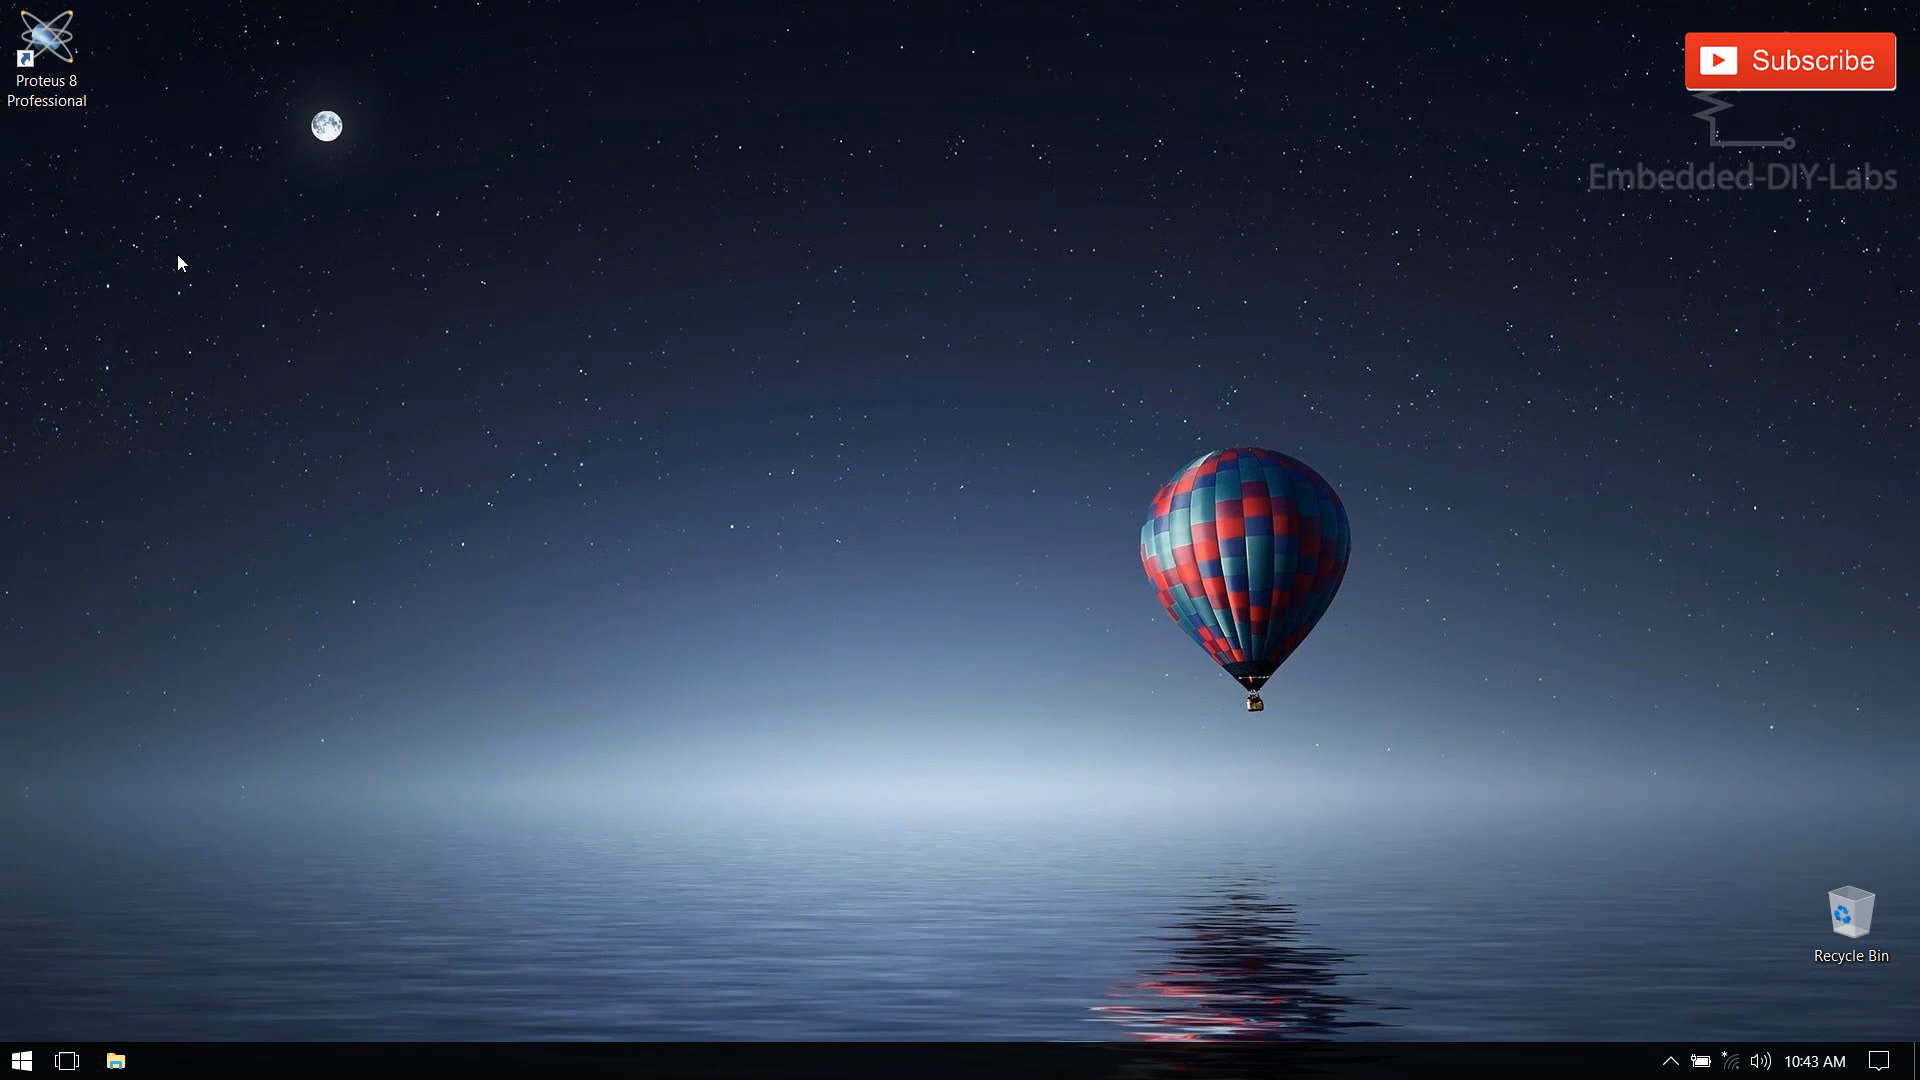 Proteus 8
Professional
Subscribe
Embedded-DIY-Labs
Recycle Bin
10:43 AM